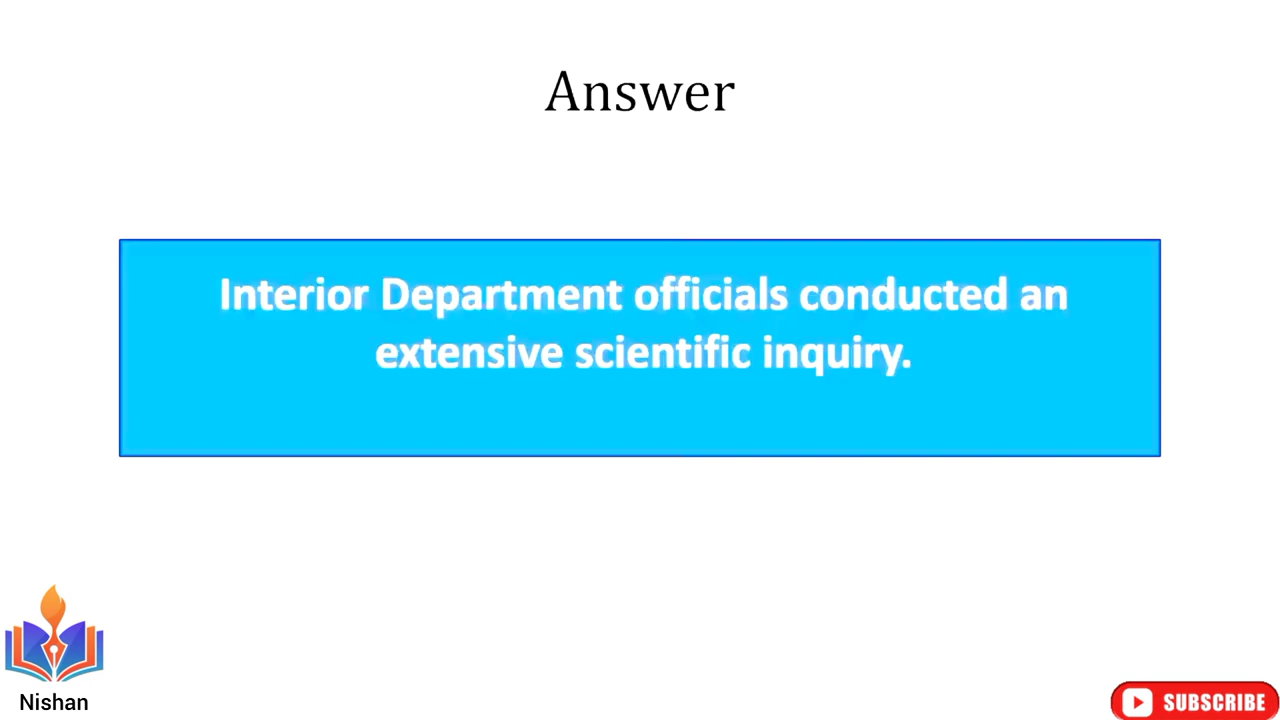 Answer
Interior Department officials conducted an
extensive scientific inquiry.
Nishan
SUBSCRIBE